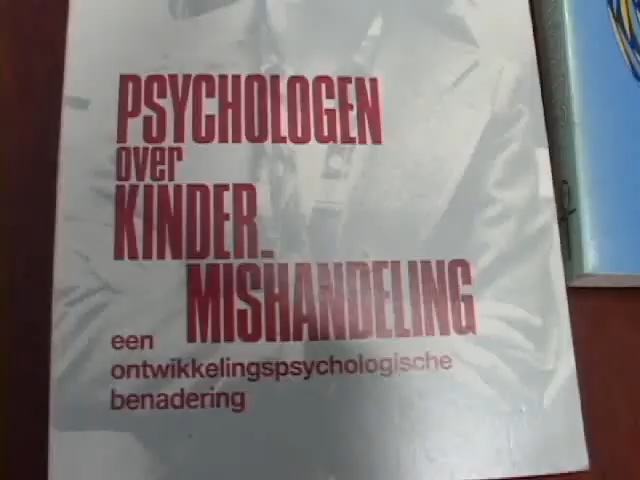 PSYCHOLOGEN
over
KINDER-
MISHANDELING
een
ontwikkelingspsychologische
benadering